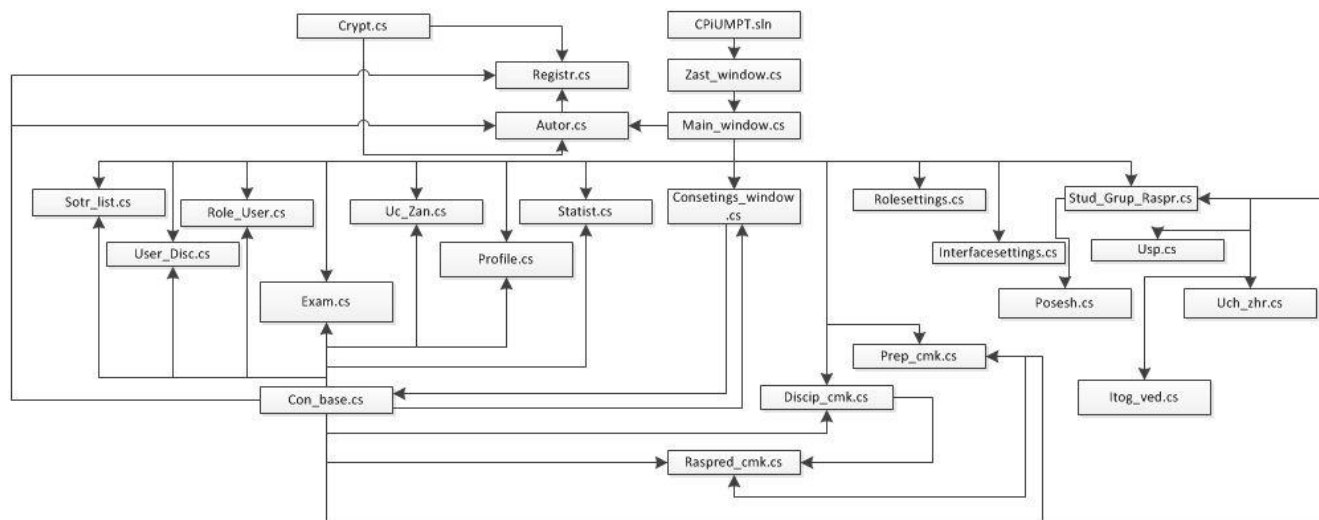 Crypt.cs
CPiUMPT.sln
Registr.cs
Zast_window.cs
Autor.cs
Main_window.cs
Sotr_list.cs
Role_User.cs
Uc_Zan.cs
Statist.cs
Consetings_window
.cs
Rolesettings.cs
Stud_Grup_Raspr.cs
User_Disc.cs
Profile.cs
Interfacesettings.cs
Usp.cs
Exam.cs
Posesh.cs
Uch_zhr.cs
Prep_cmk.cs
Con_base.cs
Discip_cmk.cs
Itog_ved.cs
Raspred_cmk.cs